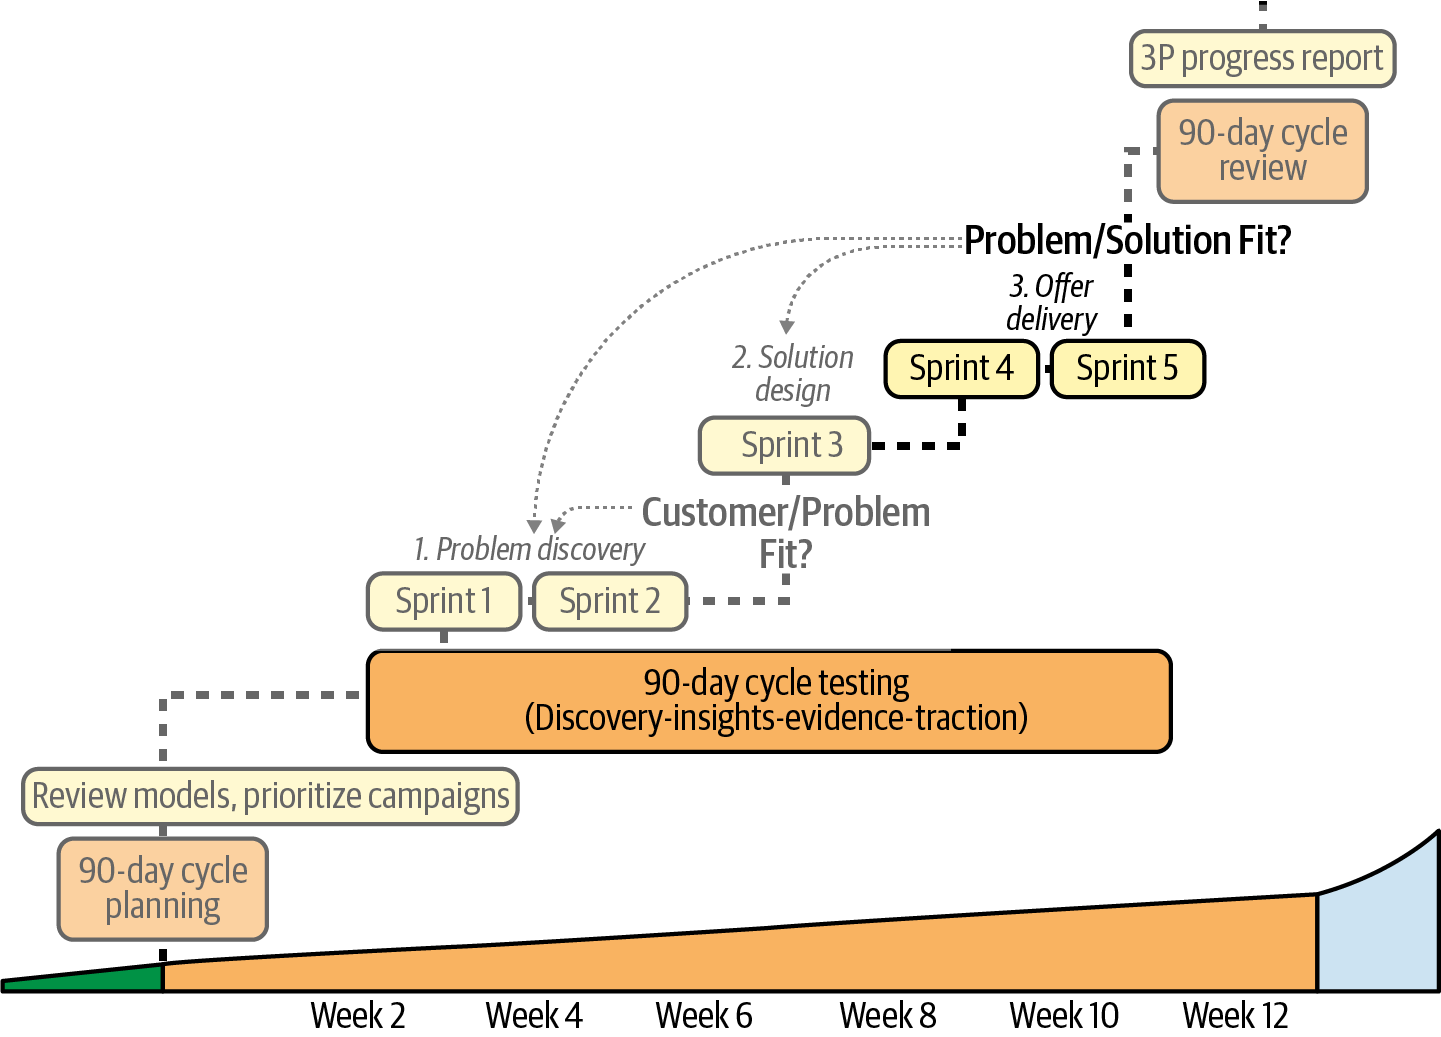 3P progress report
90-day cycle
review
Problem/Solution Fit?
3. Offer
delivery
2. Solution
design
Sprint 4
Sprint 5
Sprint 3
Customer/Problem
Fit?
1. Problem discovery
Sprint 1
Sprint 2
90-day cycle testing
(Discovery-insights-evidence-traction)
Review models, prioritize campaigns
90-day cycle
planning
Week 2
Week 4
Week 6
Week 8
Week 10
Week 12